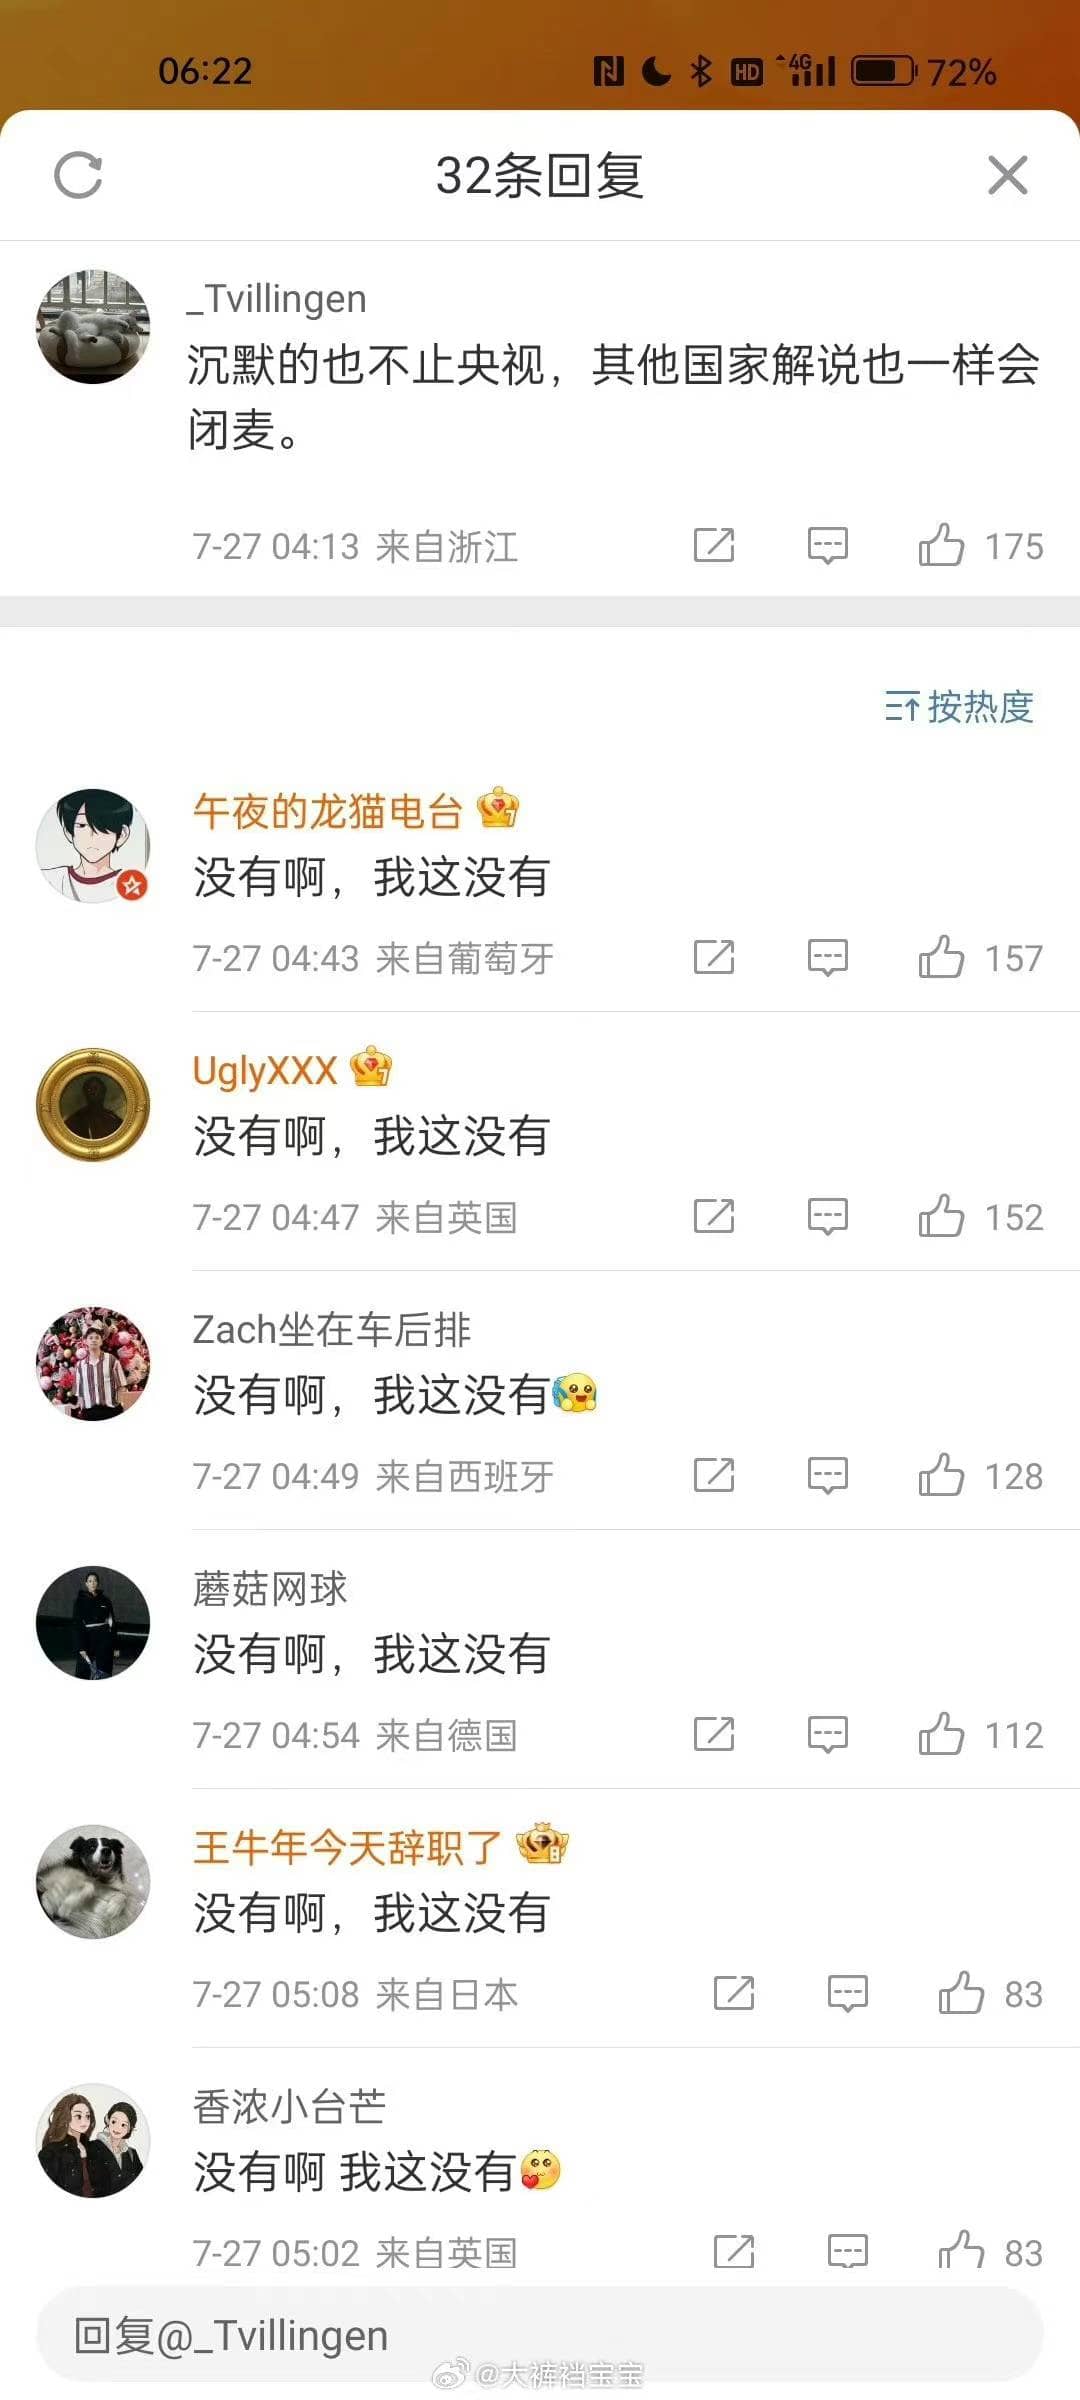 06:22
HD 4G 72%
32条回复
_Tvillingen
沉默的也不止央视，其他国家解说也一样会
闭麦。
7-27 04:13 来自浙江 175
按热度
午夜的龙猫电台 7
没有啊，我这没有
7-27 04:43 来自葡萄牙 157
UglyXXX 7
没有啊，我这没有
7-27 04:47 来自英国 152
Zach坐在车后排
没有啊，我这没有
7-27 04:49 来自西班牙 128
蘑菇网球
没有啊，我这没有
7-27 04:54 来自德国 112
王牛年今天辞职了 8
没有啊，我这没有
7-27 05:08 来自日本 83
香浓小台芒
没有啊 我这没有
7-27 05:02 来自英国 83
回复@_Tvillingen
@大裤裆宝宝